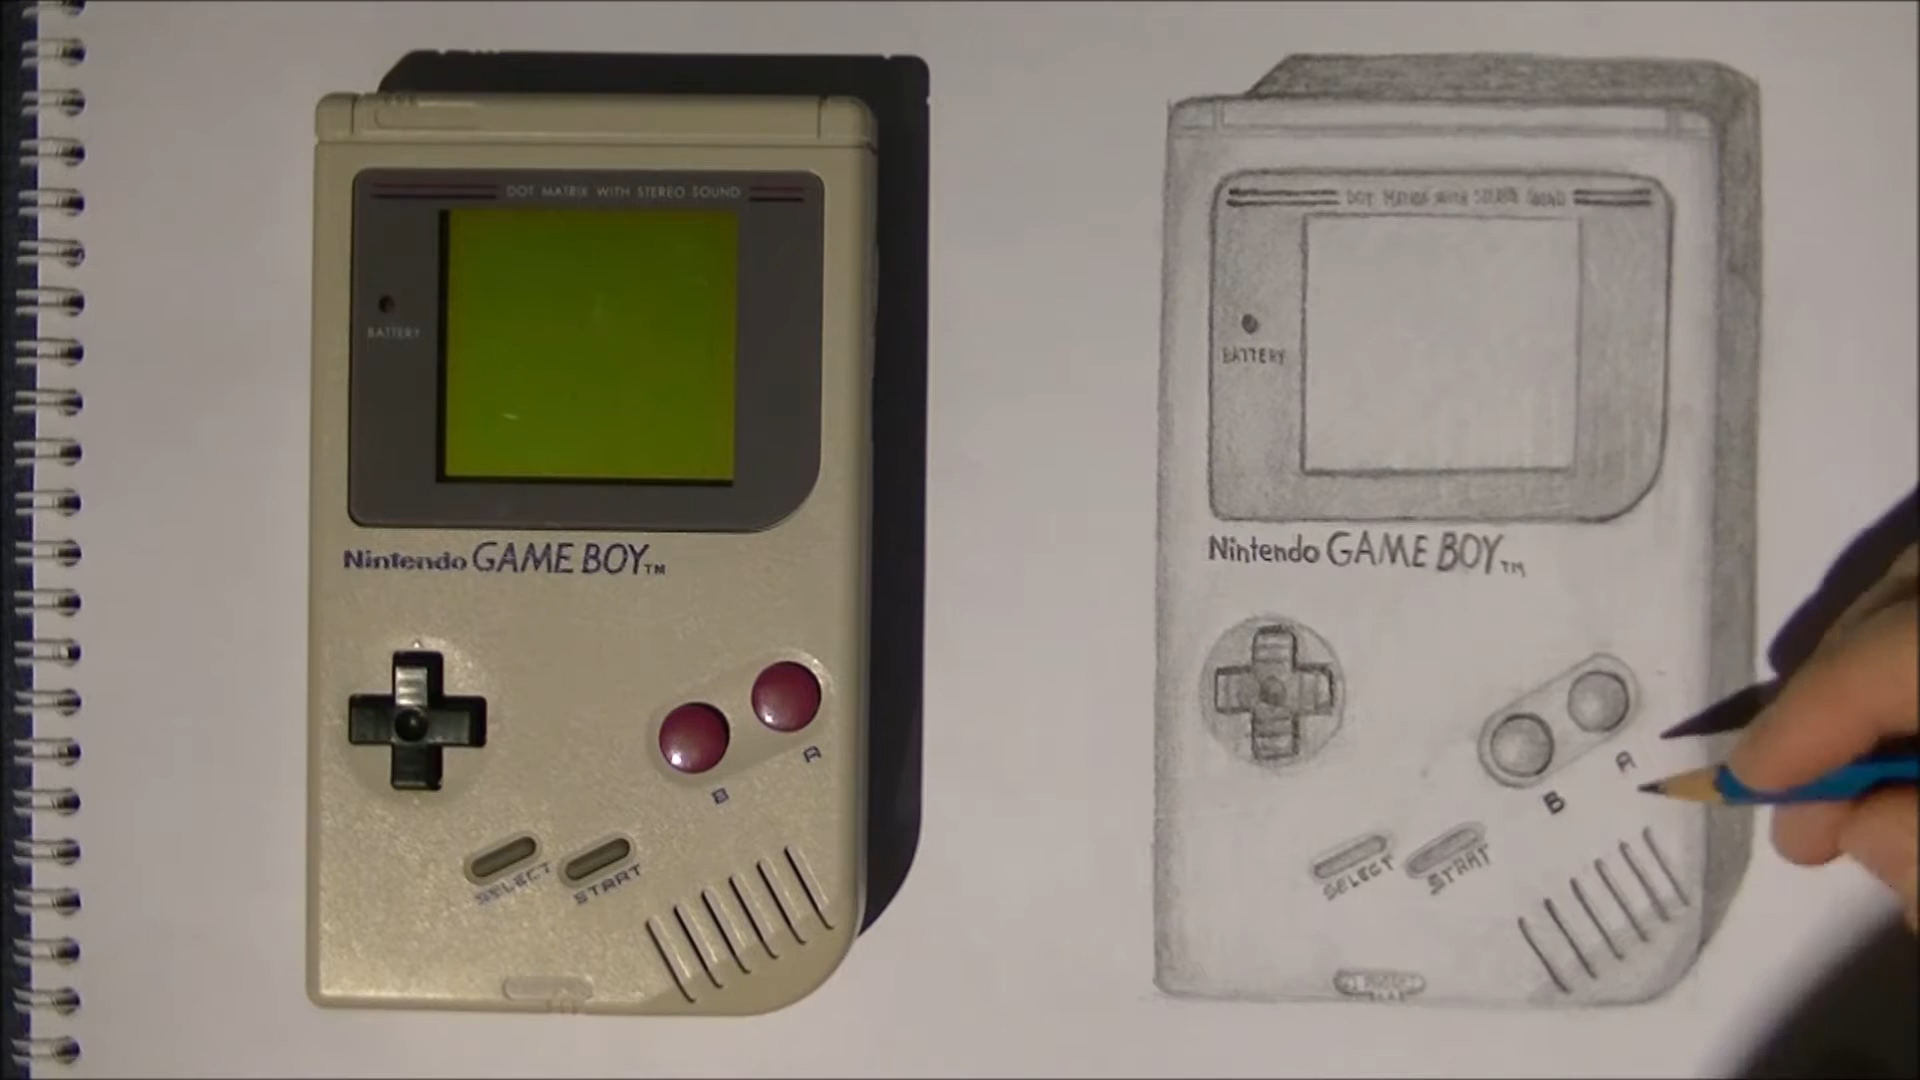 DOT MATRIX WITH STEREO SOUND
BATTERY
Nintendo GAME BOY™
A
B
SELECT START
DOT MATRIX WITH STEREO SOUND
BATTERY
Nintendo GAME BOY™
A
B
SELECT START